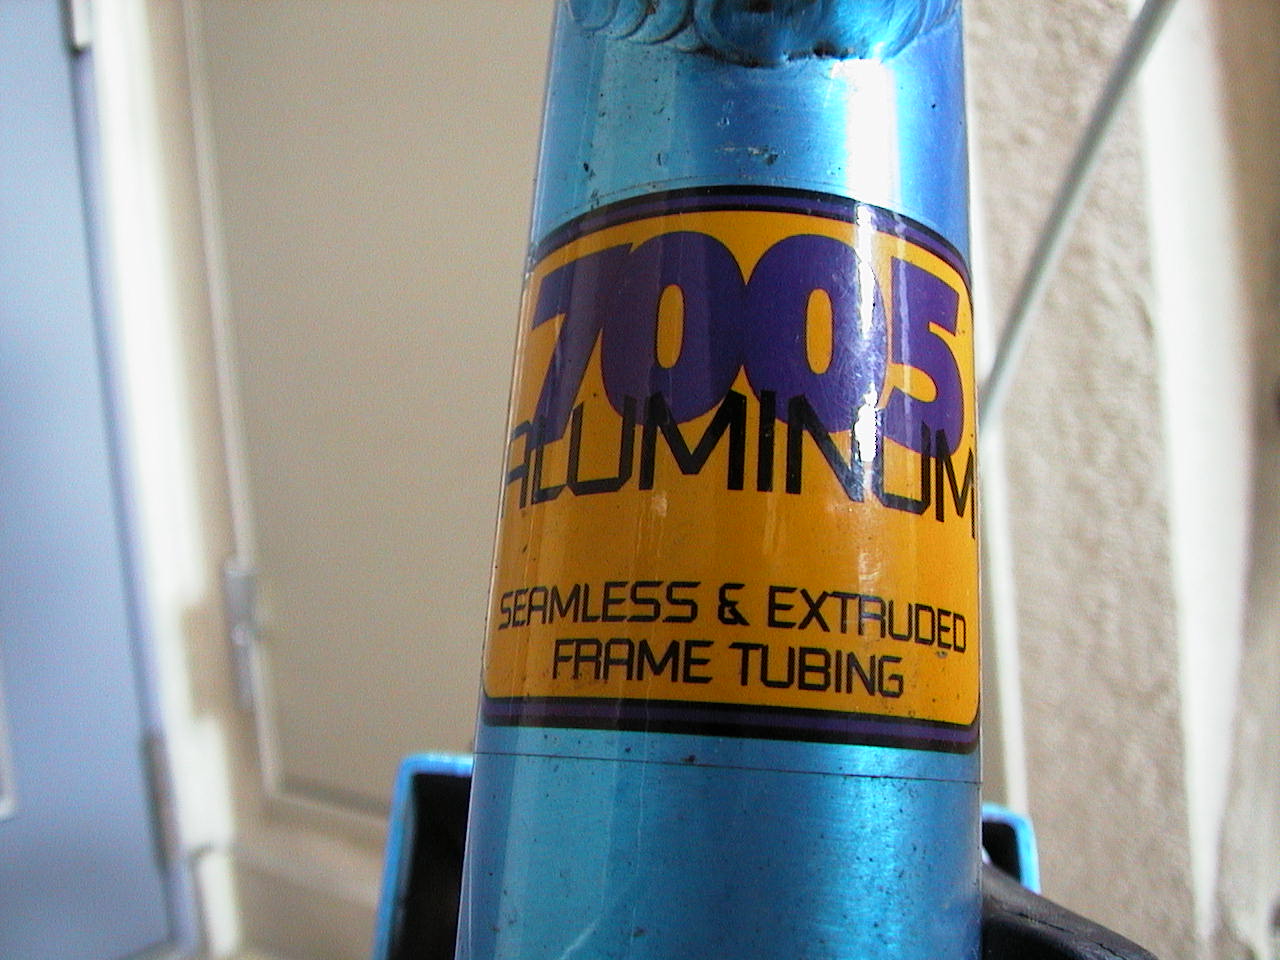 7005
ALUMINUM
SEAMLESS & EXTRUDED
FRAME TUBING